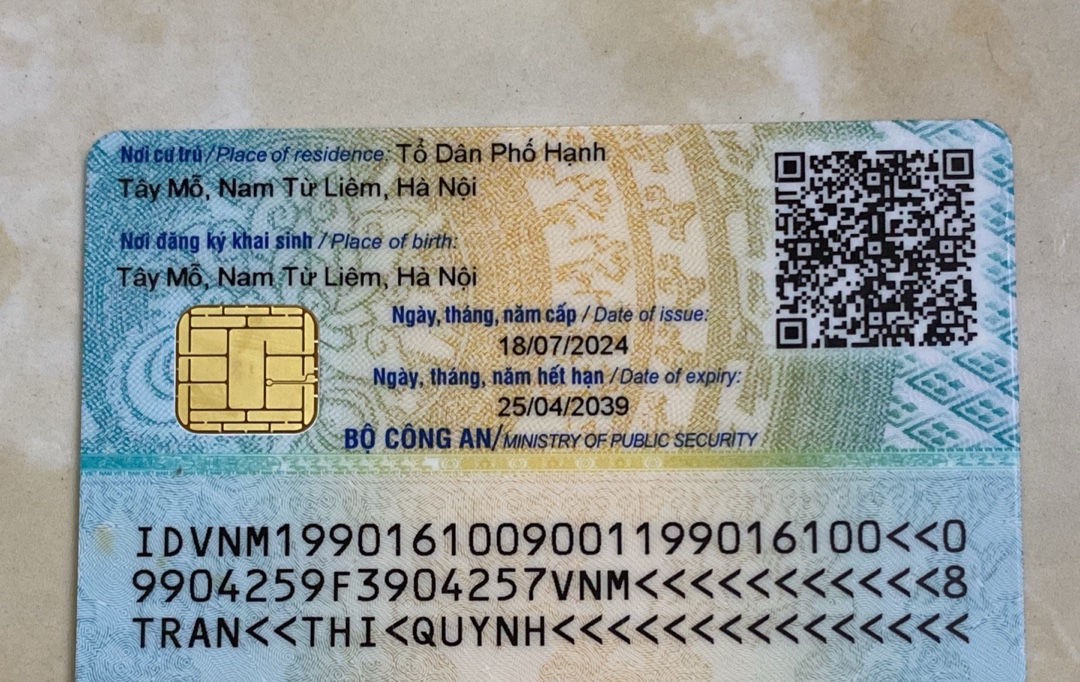 Nơi cư trú / Place of residence: Tổ Dân Phố Hạnh
Tây Mỗ, Nam Từ Liêm, Hà Nội
Nơi đăng ký khai sinh / Place of birth:
Tây Mỗ, Nam Từ Liêm, Hà Nội
Ngày, tháng, năm cấp / Date of issue:
18/07/2024
Ngày, tháng, năm hết hạn / Date of expiry:
25/04/2039
BỘ CÔNG AN/MINISTRY OF PUBLIC SECURITY
IDVNM1990161009001199016100<<0
9904259F3904257VNM<<<<<<<<<<<8
TRAN<<THI<QUYNH<<<<<<<<<<<<<<<